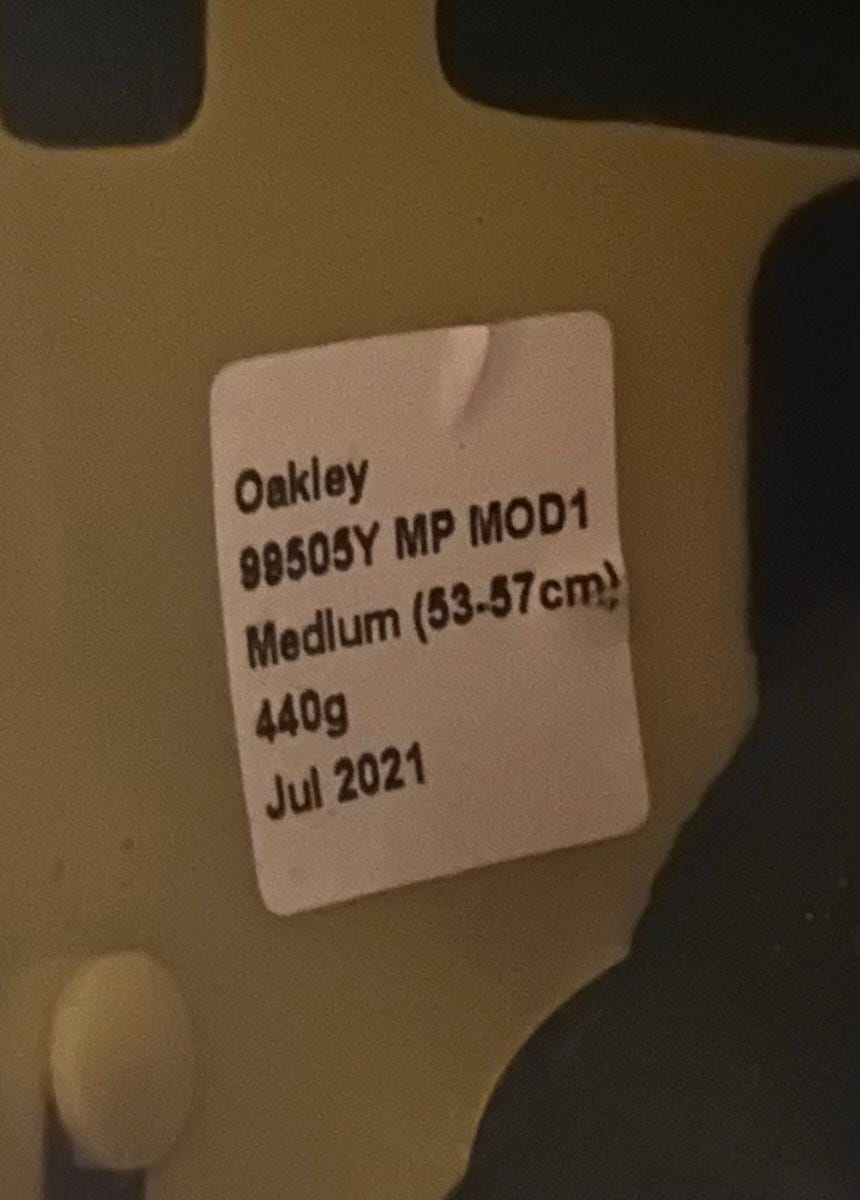 Oakley
99505Y MP MOD1
Medium (53-57cm)
440g
Jul 2021